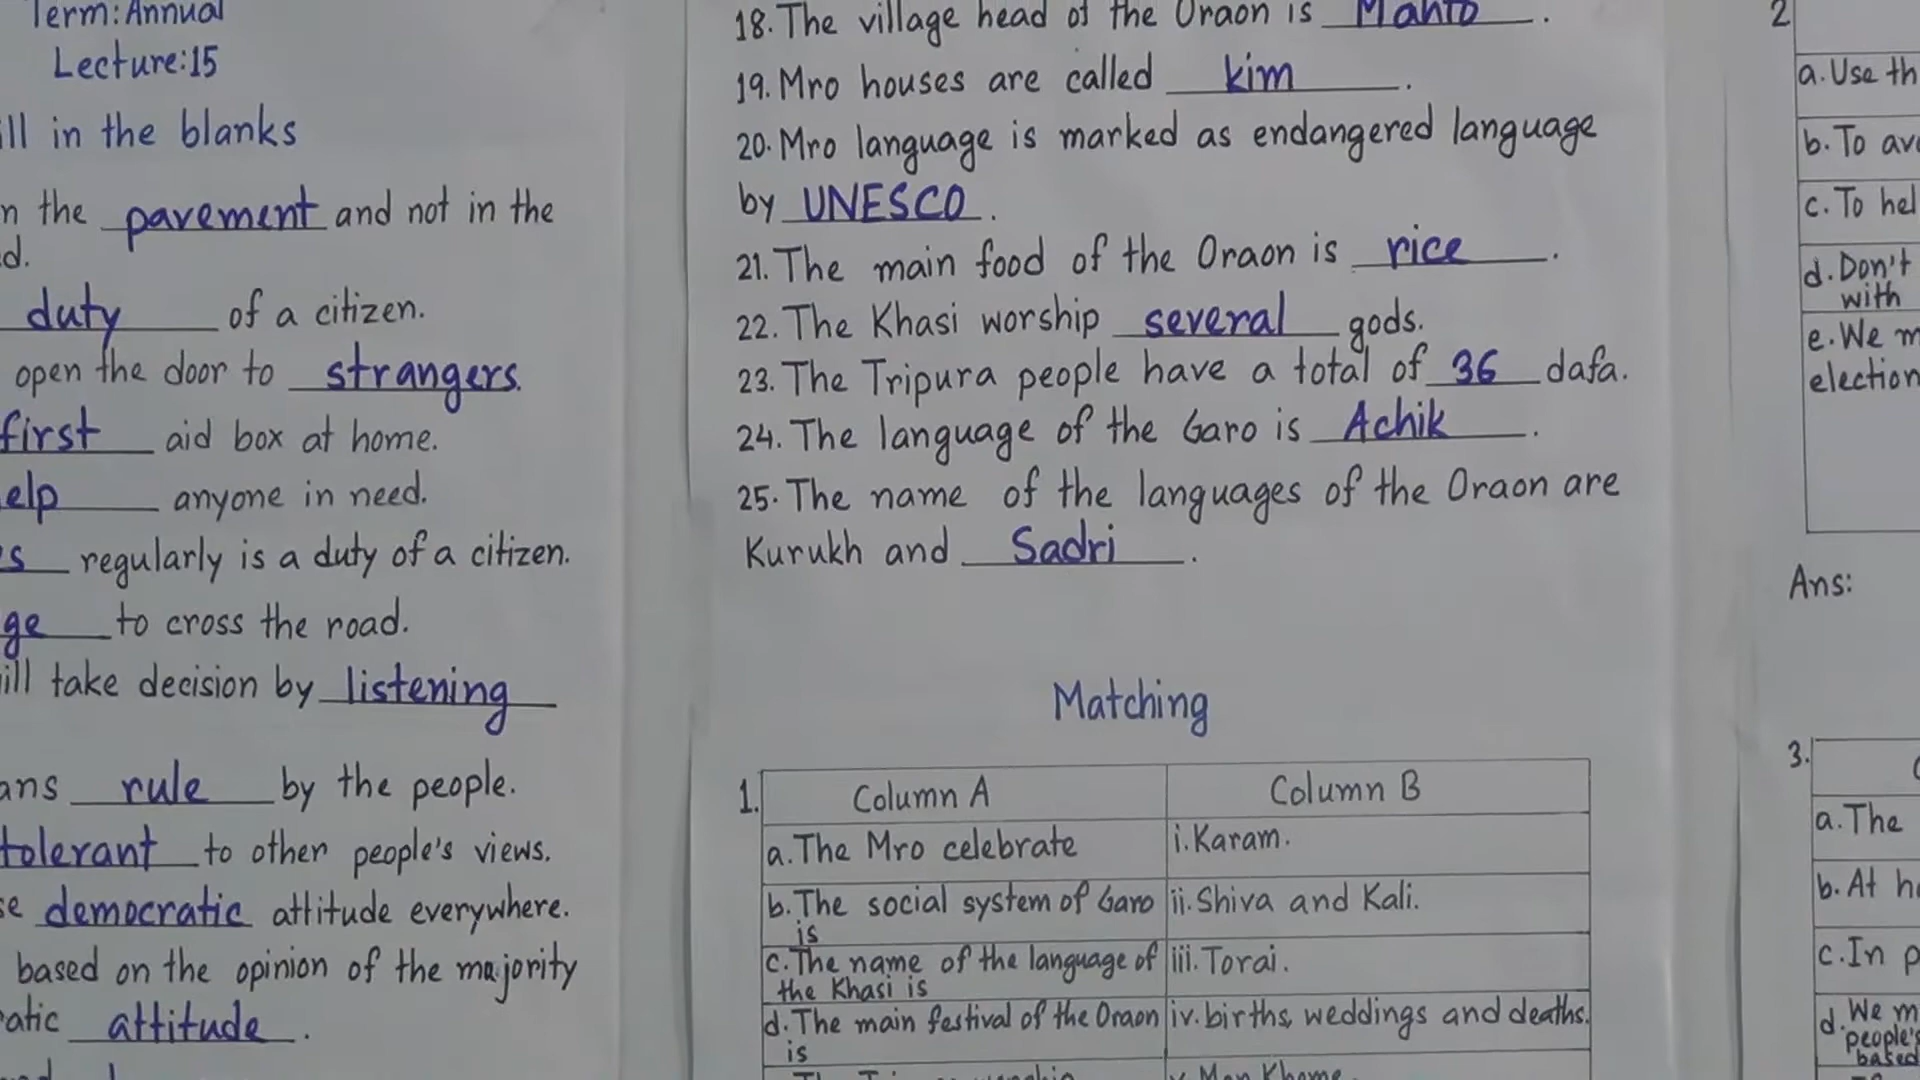 Term: Annual
Lecture:15
ill in the blanks
n the pavement and not in the
d.
duty of a citizen.
open the door to strangers.
first aid box at home.
elp anyone in need.
s regularly is a duty of a citizen.
ge to cross the road.
ill take decision by listening
ans rule by the people.
tolerant to other people's views.
se democratic attitude everywhere.
based on the opinion of the majority
atic attitude.
18. The village head of the Oraon is Mahto.
19. Mro houses are called kim.
20. Mro language is marked as endangered language
by UNESCO.
21. The main food of the Oraon is rice.
22. The Khasi worship several gods.
23. The Tripura people have a total of 36 dafa.
24. The language of the Garo is Achik.
25. The name of the languages of the Oraon are
Kurukh and Sadri.
Matching
1. Column A Column B
a. The Mro celebrate i. Karam.
b. The social system of Garo ii. Shiva and Kali.
is
c. The name of the language of iii. Torai.
the Khasi is
d. The main festival of the Oraon iv. births, weddings and deaths.
is
v. Mon Khome.
2
a. Use th
b. To avo
c. To hel
d. Don't
with
e. We m
election
Ans:
3.
a. The
b. At ho
c. In p
d. We m
people's
based